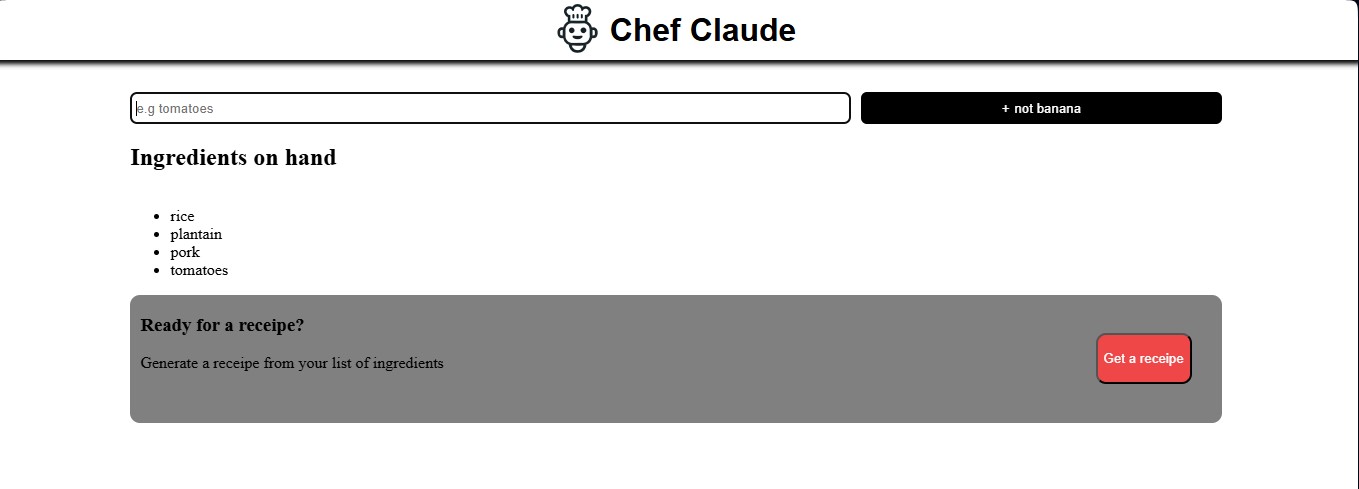 Chef Claude
e.g tomatoes
+ not banana
Ingredients on hand
rice
plantain
pork
tomatoes
Ready for a receipe?
Generate a receipe from your list of ingredients
Get a receipe